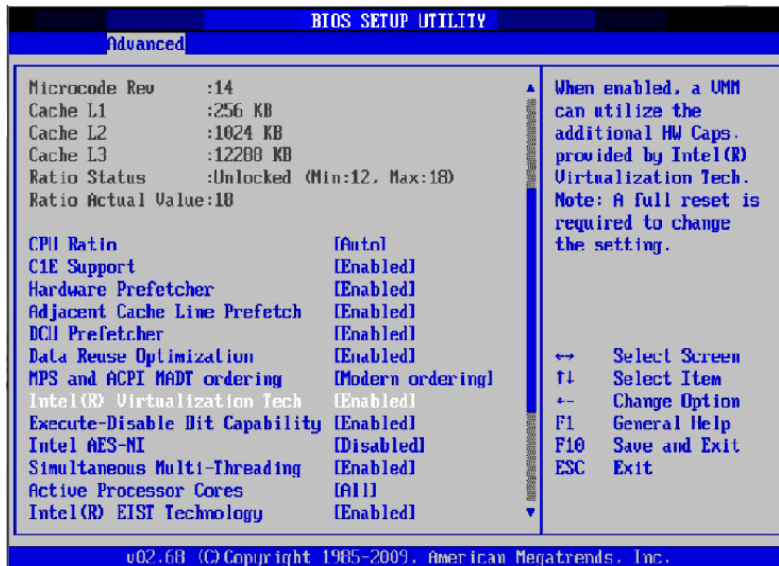 BIOS SETUP UTILITY
Advanced
Microcode Rev :14
Cache L1 :256 KB
Cache L2 :1024 KB
Cache L3 :12288 KB
Ratio Status :Unlocked (Min:12, Max:18)
Ratio Actual Value:18
CPU Ratio [Auto]
C1E Support [Enabled]
Hardware Prefetcher [Enabled]
Adjacent Cache Line Prefetch [Enabled]
DCU Prefetcher [Enabled]
Data Reuse Optimization [Enabled]
MPS and ACPI MADT ordering [Modern ordering]
Intel(R) Virtualization Tech [Enabled]
Execute-Disable Bit Capability [Enabled]
Intel AES-NI [Disabled]
Simultaneous Multi-Threading [Enabled]
Active Processor Cores [All]
Intel(R) EIST Technology [Enabled]
When enabled, a VMM
can utilize the
additional HW Caps.
provided by Intel(R)
Virtualization Tech.
Note: A full reset is
required to change
the setting.
↔ Select Screen
↑↓ Select Item
+- Change Option
F1 General Help
F10 Save and Exit
ESC Exit
v02.68 (C)Copyright 1985-2009, American Megatrends, Inc.